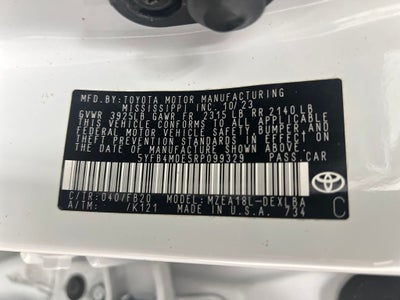 MFD.BY:TOYOTA MOTOR MANUFACTURING
MISSISSIPPI, INC. 10/23
GVWR 3925LB GAWR FR 2315LB RR 2140LB
THIS VEHICLE CONFORMS TO ALL APPLICABLE
FEDERAL MOTOR VEHICLE SAFETY, BUMPER AND
THEFT PREVENTION STANDARDS IN EFFECT ON
THE DATE OF MANUFACTURE SHOWN ABOVE.
5YFB4MDE5RP099329 PASS.CAR
C/TR: 040/FB20 MODEL: MZEA18L-DEXLBA
A/TM: /K121 MADE IN U.S.A. 734
TOYOTA
C